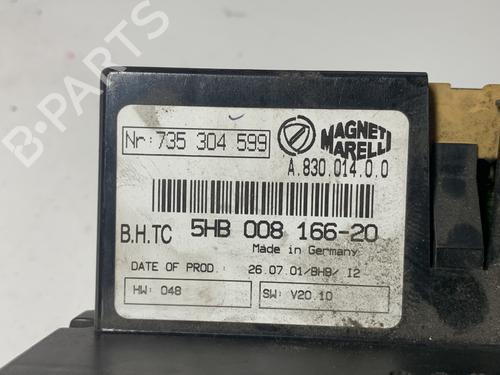 Nr: 735 304 599
MAGNETI
MARELLI
A.830.014.0.0
B.H.TC 5HB 008 166-20
Made in Germany
DATE OF PROD.: 26.07.01/BHB/ I2
HW: 048
SW: V20.10
B-PARTS